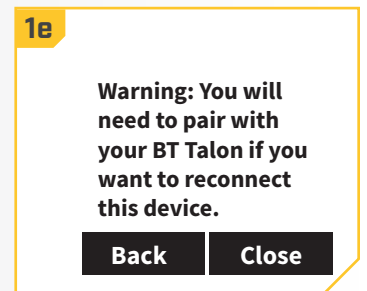 1e
Warning: You will
need to pair with
your BT Talon if you
want to reconnect
this device.
Back Close